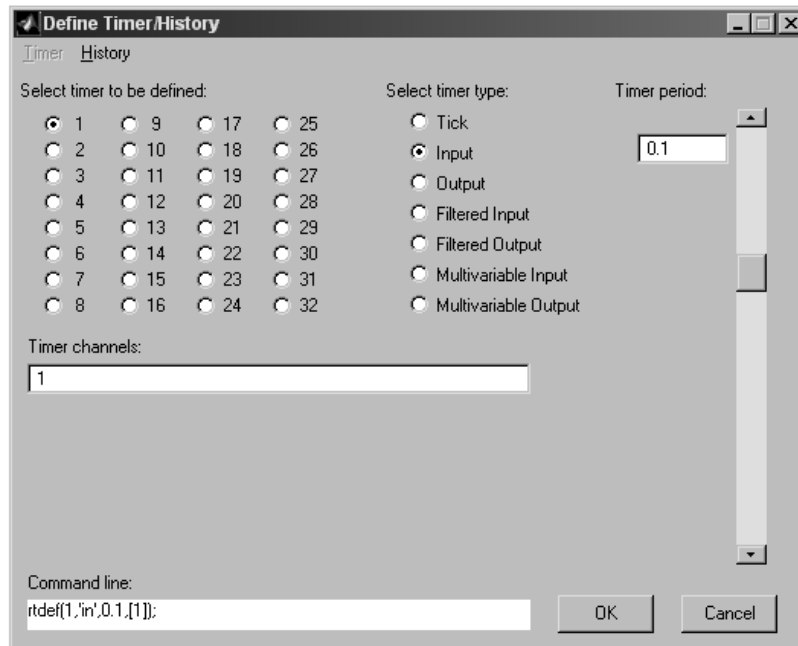 Define Timer/History
Timer History
Select timer to be defined: Select timer type: Timer period:
1 9 17 25 Tick
2 10 18 26 Input 0.1
3 11 19 27 Output
4 12 20 28 Filtered Input
5 13 21 29 Filtered Output
6 14 22 30 Multivariable Input
7 15 23 31 Multivariable Output
8 16 24 32
Timer channels:
1
Command line:
rtdef(1,'in',0.1,[1]); OK Cancel